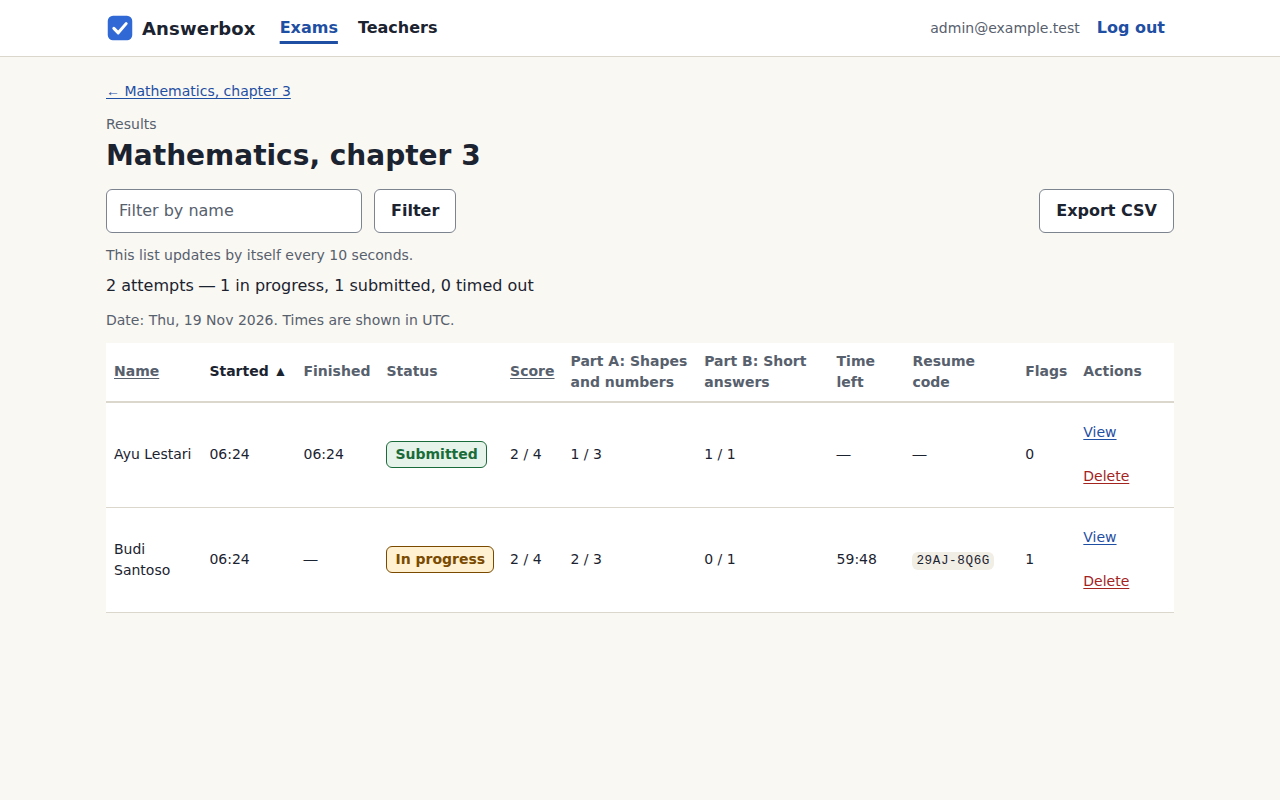 Answerbox Exams Teachers admin@example.test Log out
← Mathematics, chapter 3
Results
Mathematics, chapter 3
Filter by name Filter Export CSV
This list updates by itself every 10 seconds.
2 attempts — 1 in progress, 1 submitted, 0 timed out
Date: Thu, 19 Nov 2026. Times are shown in UTC.
Name Started ▲ Finished Status Score Part A: Shapes and numbers Part B: Short answers Time left Resume code Flags Actions
Ayu Lestari 06:24 06:24 Submitted 2 / 4 1 / 3 1 / 1 — — 0 View Delete
Budi Santoso 06:24 — In progress 2 / 4 2 / 3 0 / 1 59:48 29AJ-8Q6G 1 View Delete